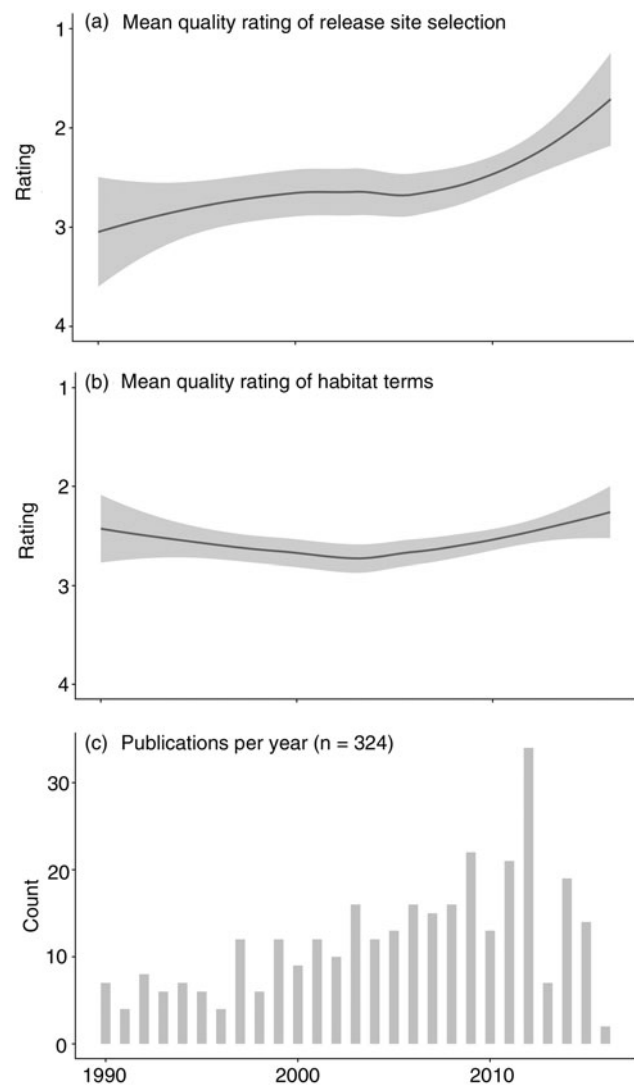 (a) Mean quality rating of release site selection
1
2
3
4
Rating
(b) Mean quality rating of habitat terms
1
2
3
4
Rating
(c) Publications per year (n = 324)
30
20
10
0
Count
1990 2000 2010